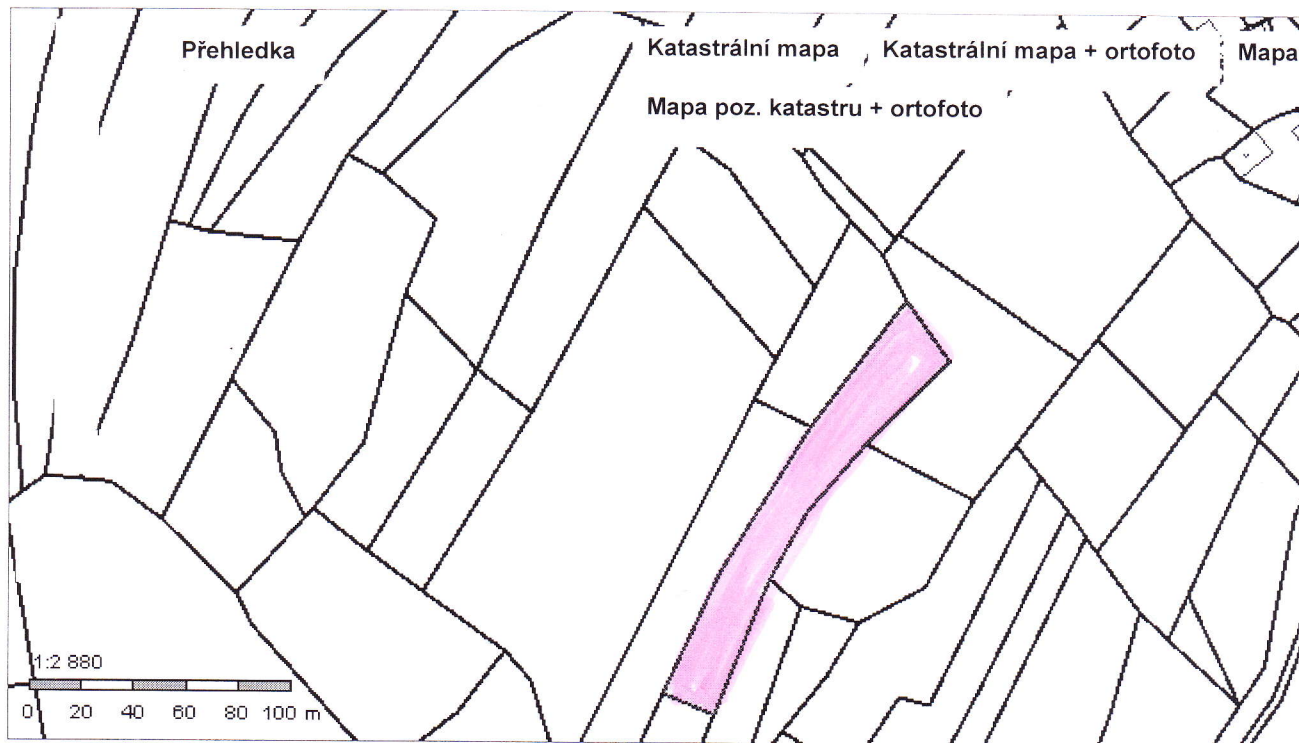 Přehledka
Katastrální mapa
Katastrální mapa + ortofoto
Mapa
Mapa poz. katastru + ortofoto
1:2 880
0 20 40 60 80 100 m